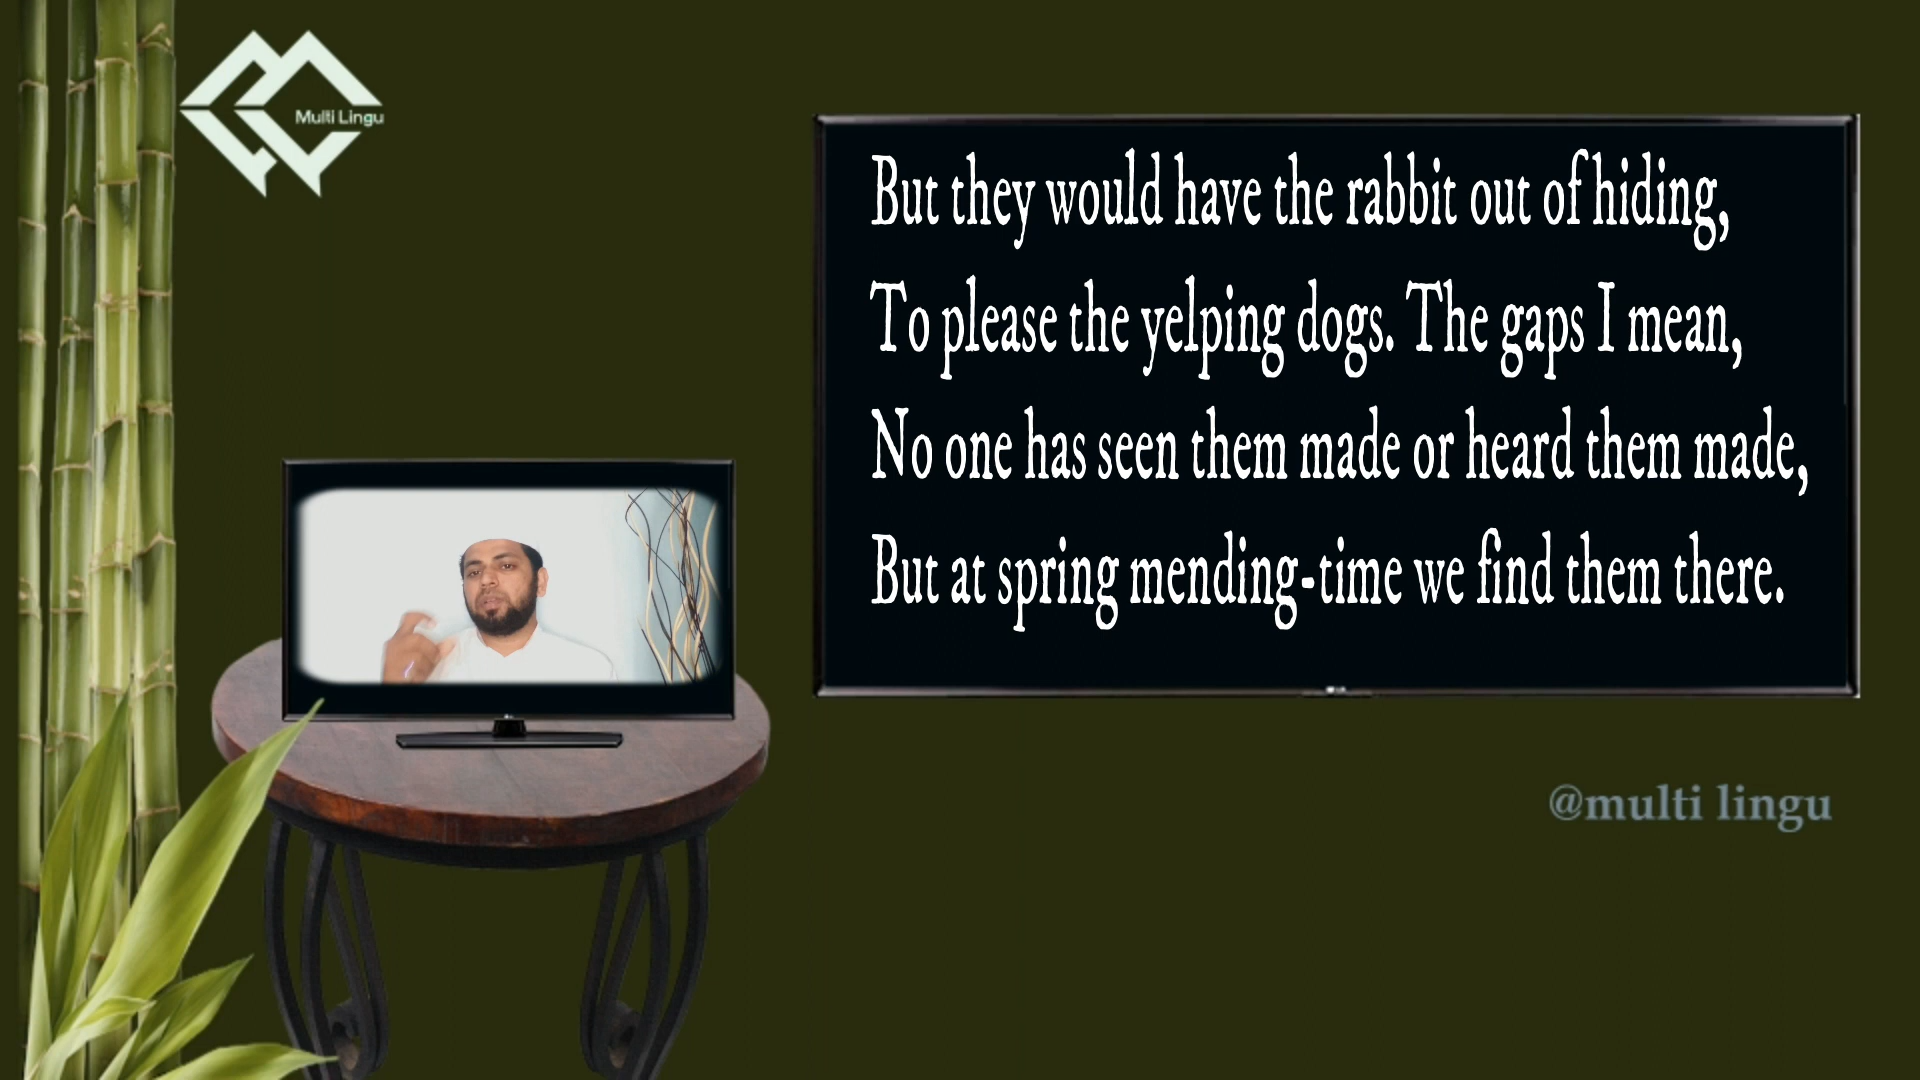 Multi Lingu
But they would have the rabbit out of hiding,
To please the yelping dogs. The gaps I mean,
No one has seen them made or heard them made,
But at spring mending-time we find them there.
@multi lingu